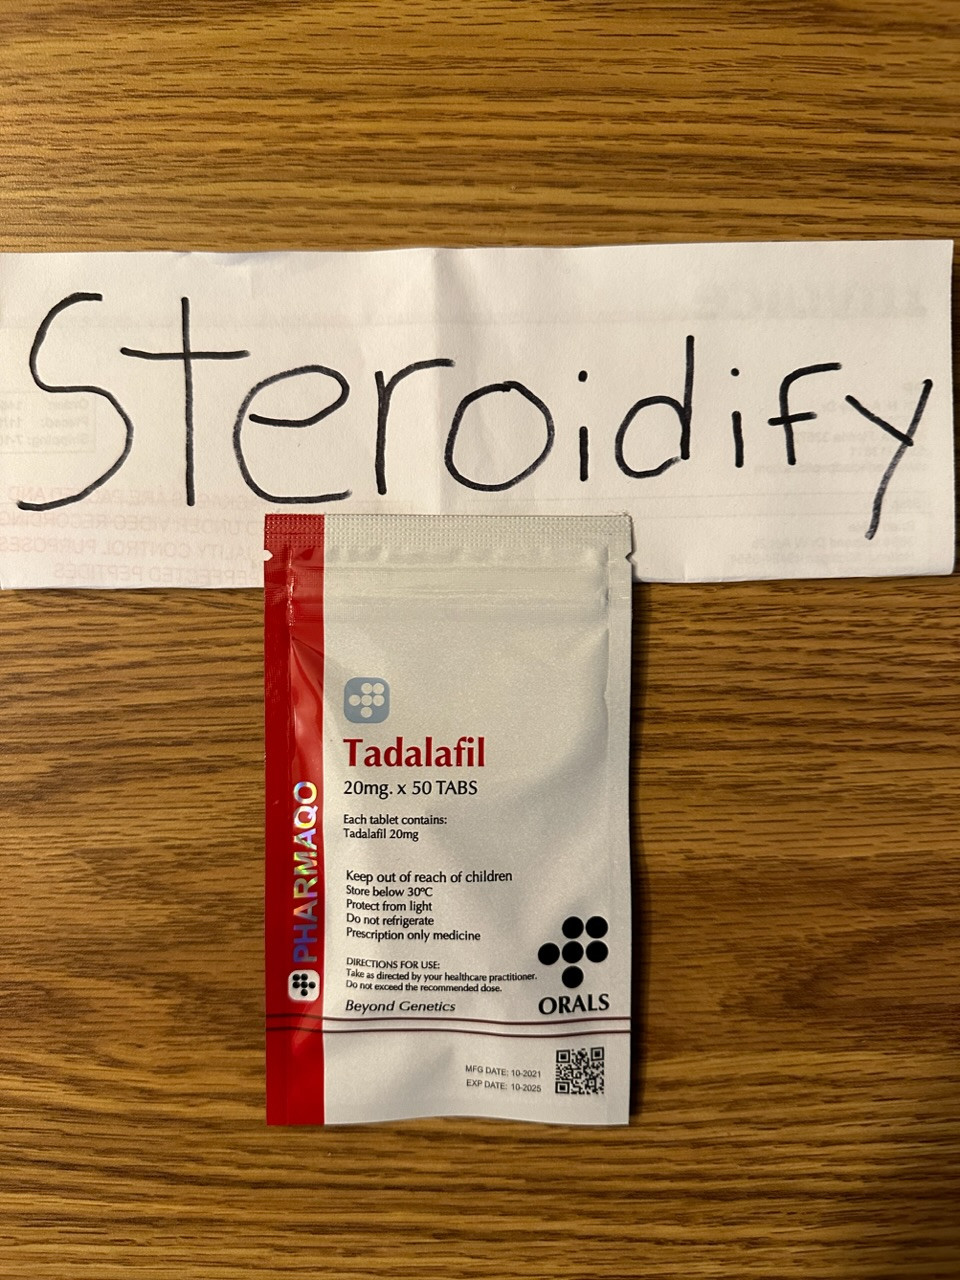 Steroidify
PHARMAQO
Tadalafil
20mg. x 50 TABS
Each tablet contains:
Tadalafil 20mg
Keep out of reach of children
Store below 30ºC
Protect from light
Do not refrigerate
Prescription only medicine
DIRECTIONS FOR USE:
Take as directed by your healthcare practitioner.
Do not exceed the recommended dose.
Beyond Genetics
ORALS
MFG DATE: 10-2021
EXP DATE: 10-2025